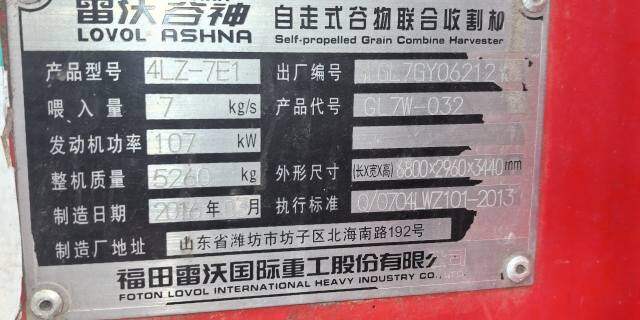 雷沃谷神 自走式谷物联合收割机
LOVOL ASHNA Self-propelled Grain Combine Harvester
产品型号 4LZ-7E1 出厂编号 GL7GY06212
喂入量 7 kg/s 产品代号 GL7W-032
发动机功率 107 kW
整机质量 5260 kg 外形尺寸 (长X宽X高) 6800×2960×3440 mm
制造日期 2016 年 月 执行标准 Q/0704LWZ101-2013
制造厂地址 山东省潍坊市坊子区北海南路192号
福田雷沃国际重工股份有限
FOTON LOVOL INTERNATIONAL HEAVY INDUSTRY CO.,